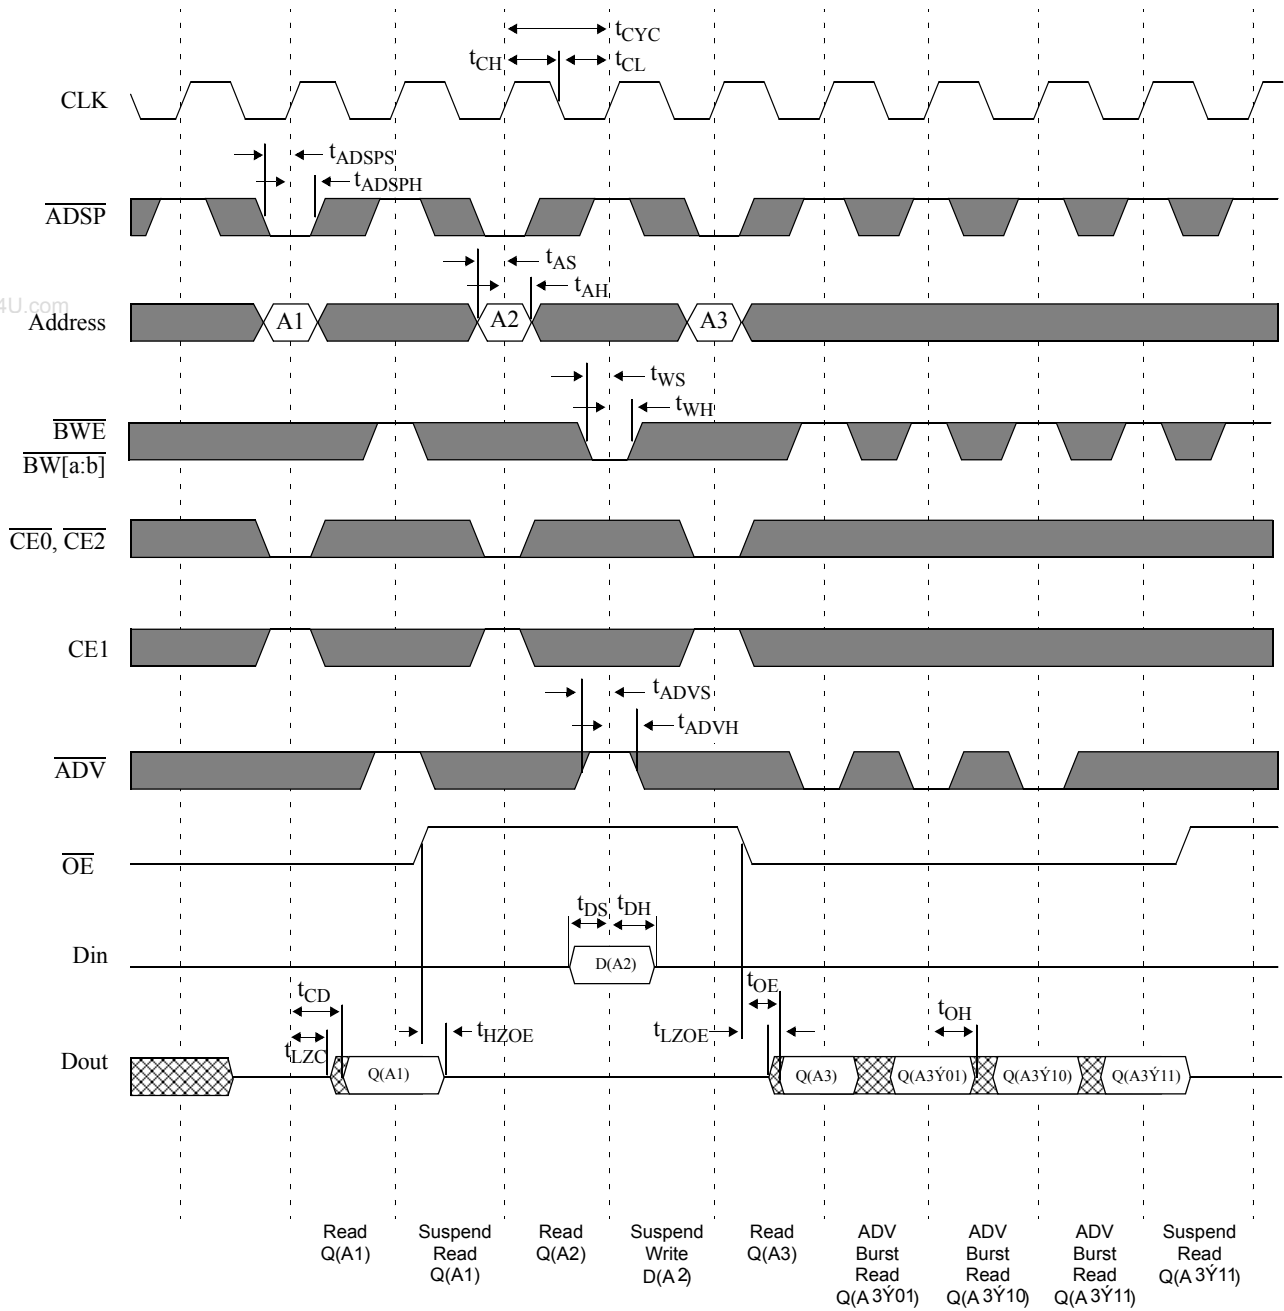 tCYC
tCH tCL
CLK
tADSPS
tADSPH
ADSP
tAS
tAH
4U.com
Address A1 A2 A3
tWS
tWH
BWE
BW[a:b]
CE0, CE2
CE1
tADVS
tADVH
ADV
OE
tDS tDH
Din D(A2)
tCD tOE
tHZOE tLZOE tOH
tLZC
Dout Q(A1) Q(A3) Q(A3Ý01) Q(A3Ý10) Q(A3Ý11)
Read Suspend Read Suspend Read ADV ADV ADV Suspend
Q(A1) Read Q(A2) Write Q(A3) Burst Burst Burst Read
Q(A1) D(A2) Read Read Read Q(A3Ý11)
Q(A3Ý01) Q(A3Ý10) Q(A3Ý11)